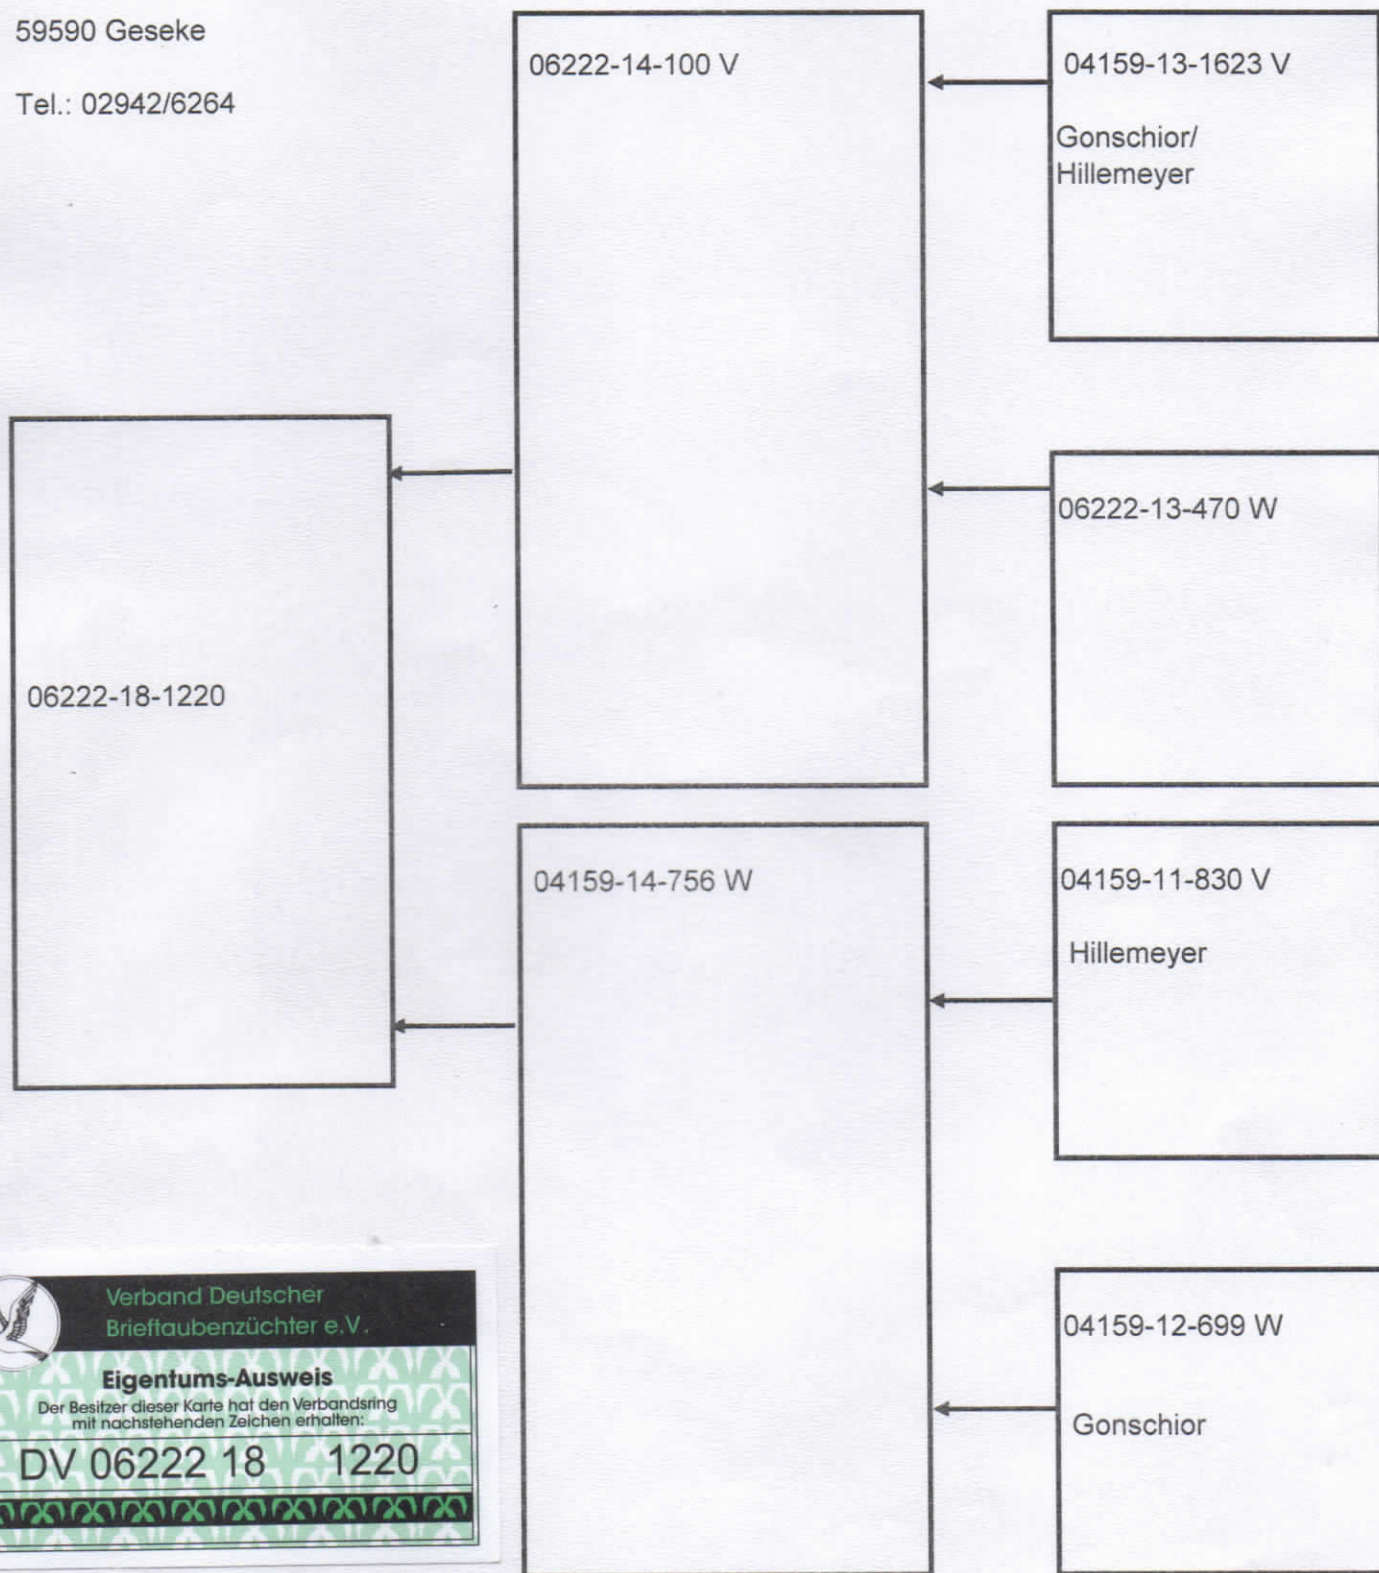 59590 Geseke
Tel.: 02942/6264
06222-14-100 V
04159-13-1623 V
Gonschior/
Hillemeyer
06222-13-470 W
06222-18-1220
04159-14-756 W
04159-11-830 V
Hillemeyer
04159-12-699 W
Gonschior
Verband Deutscher
Brieftaubenzüchter e.V.
Eigentums-Ausweis
Der Besitzer dieser Karte hat den Verbandsring
mit nachstehenden Zeichen erhalten:
DV 06222 18 1220